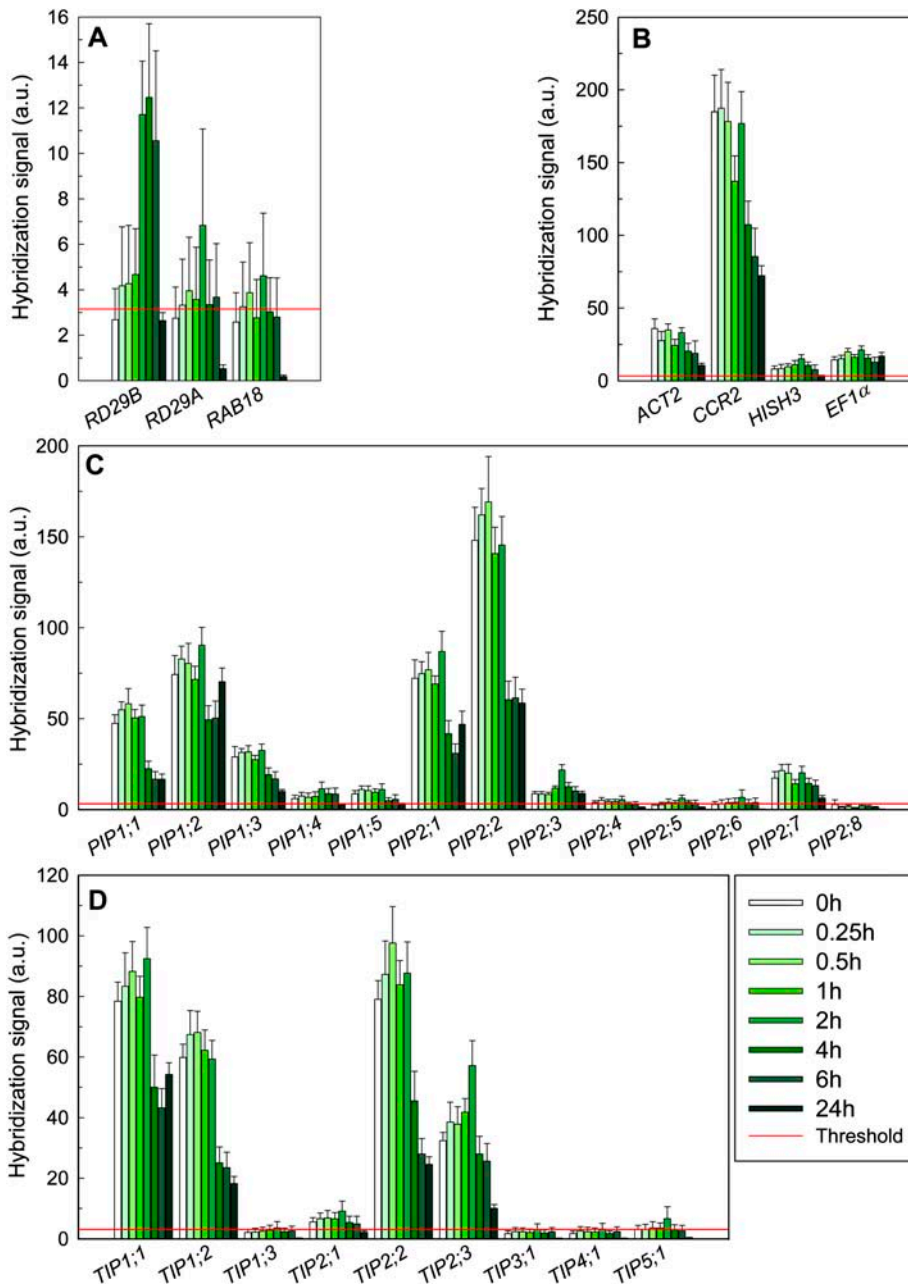 A
Hybridization signal (a.u.)
16
14
12
10
8
6
4
2
0
RD29B RD29A RAB18
B
Hybridization signal (a.u.)
250
200
150
100
50
0
ACT2 CCR2 HISH3 EF1α
C
Hybridization signal (a.u.)
200
150
100
50
0
PIP1;1 PIP1;2 PIP1;3 PIP1;4 PIP1;5 PIP2;1 PIP2;2 PIP2;3 PIP2;4 PIP2;5 PIP2;6 PIP2;7 PIP2;8
D
Hybridization signal (a.u.)
120
100
80
60
40
20
0
TIP1;1 TIP1;2 TIP1;3 TIP2;1 TIP2;2 TIP2;3 TIP3;1 TIP4;1 TIP5;1
0h
0.25h
0.5h
1h
2h
4h
6h
24h
Threshold